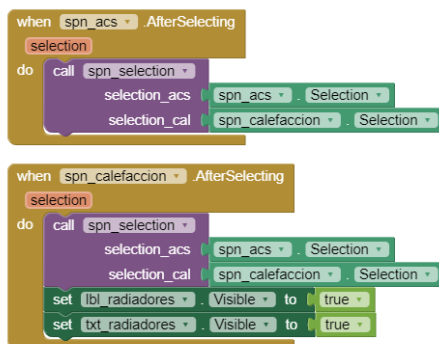 when spn_acs .AfterSelecting
selection
do call spn_selection
selection_acs spn_acs . Selection
selection_cal spn_calefaccion . Selection
when spn_calefaccion .AfterSelecting
selection
do call spn_selection
selection_acs spn_acs . Selection
selection_cal spn_calefaccion . Selection
set lbl_radiadores . Visible to true
set txt_radiadores . Visible to true